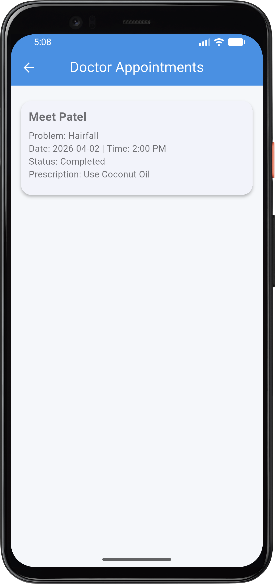 5:08
Doctor Appointments
Meet Patel
Problem: Hairfall
Date: 2026-04-02 | Time: 2:00 PM
Status: Completed
Prescription: Use Coconut Oil